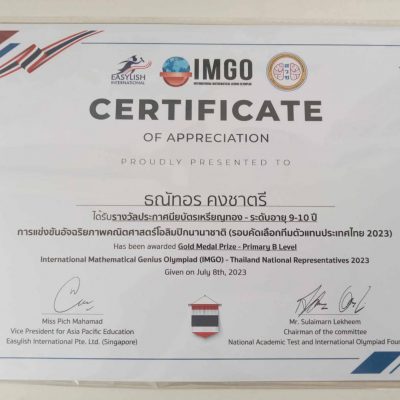 EASYLISH
INTERNATIONAL
IMGO
INTERNATIONAL MATHEMATICAL GENIUS OLYMPIAD
CERTIFICATE
OF APPRECIATION
PROUDLY PRESENTED TO
ธณัทอร คงชาตรี
ได้รับรางวัลประกาศนียบัตรเหรียญทอง - ระดับอายุ 9-10 ปี
การแข่งขันอัจฉริยภาพคณิตศาสตร์โอลิมปิกนานาชาติ (รอบคัดเลือกทีมตัวแทนประเทศไทย 2023)
Has been awarded Gold Medal Prize - Primary B Level
International Mathematical Genius Olympiad (IMGO) - Thailand National Representatives 2023
Given on July 8th, 2023
Miss Pich Mahamad
Vice President for Asia Pacific Education
Easylish International Pte. Ltd. (Singapore)
Mr. Sulaimarn Lekheem
Chairman of the committee
National Academic Test and International Olympiad Foun